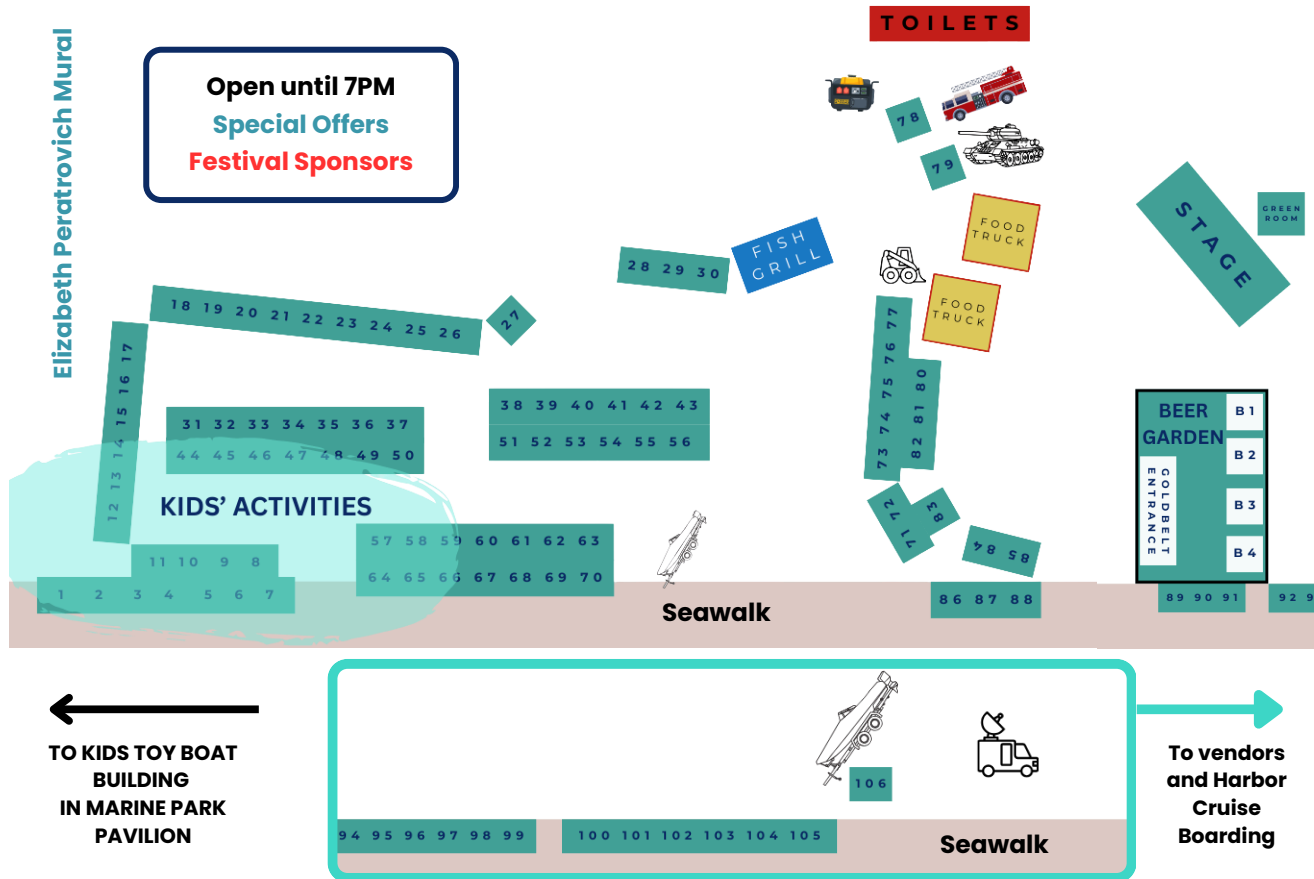 TOILETS
Elizabeth Peratrovich Mural
Open until 7PM
Special Offers
Festival Sponsors
78
79
FOOD
TRUCK
STAGE
GREEN
ROOM
FISH
GRILL
28 29 30
FOOD
TRUCK
18 19 20 21 22 23 24 25 26
27
12 13 14 15 16 17
73 74 75 76 77
82 81 80
31 32 33 34 35 36 37
44 45 46 47 48 49 50
38 39 40 41 42 43
51 52 53 54 55 56
BEER
GARDEN
B1
B2
B3
B4
GOLDBELT
ENTRANCE
KIDS' ACTIVITIES
71 72
83
84 85
57 58 59 60 61 62 63
64 65 66 67 68 69 70
11 10 9 8
1 2 3 4 5 6 7
86 87 88
89 90 91
92 9
Seawalk
TO KIDS TOY BOAT
BUILDING
IN MARINE PARK
PAVILION
106
94 95 96 97 98 99
100 101 102 103 104 105
Seawalk
To vendors
and Harbor
Cruise
Boarding